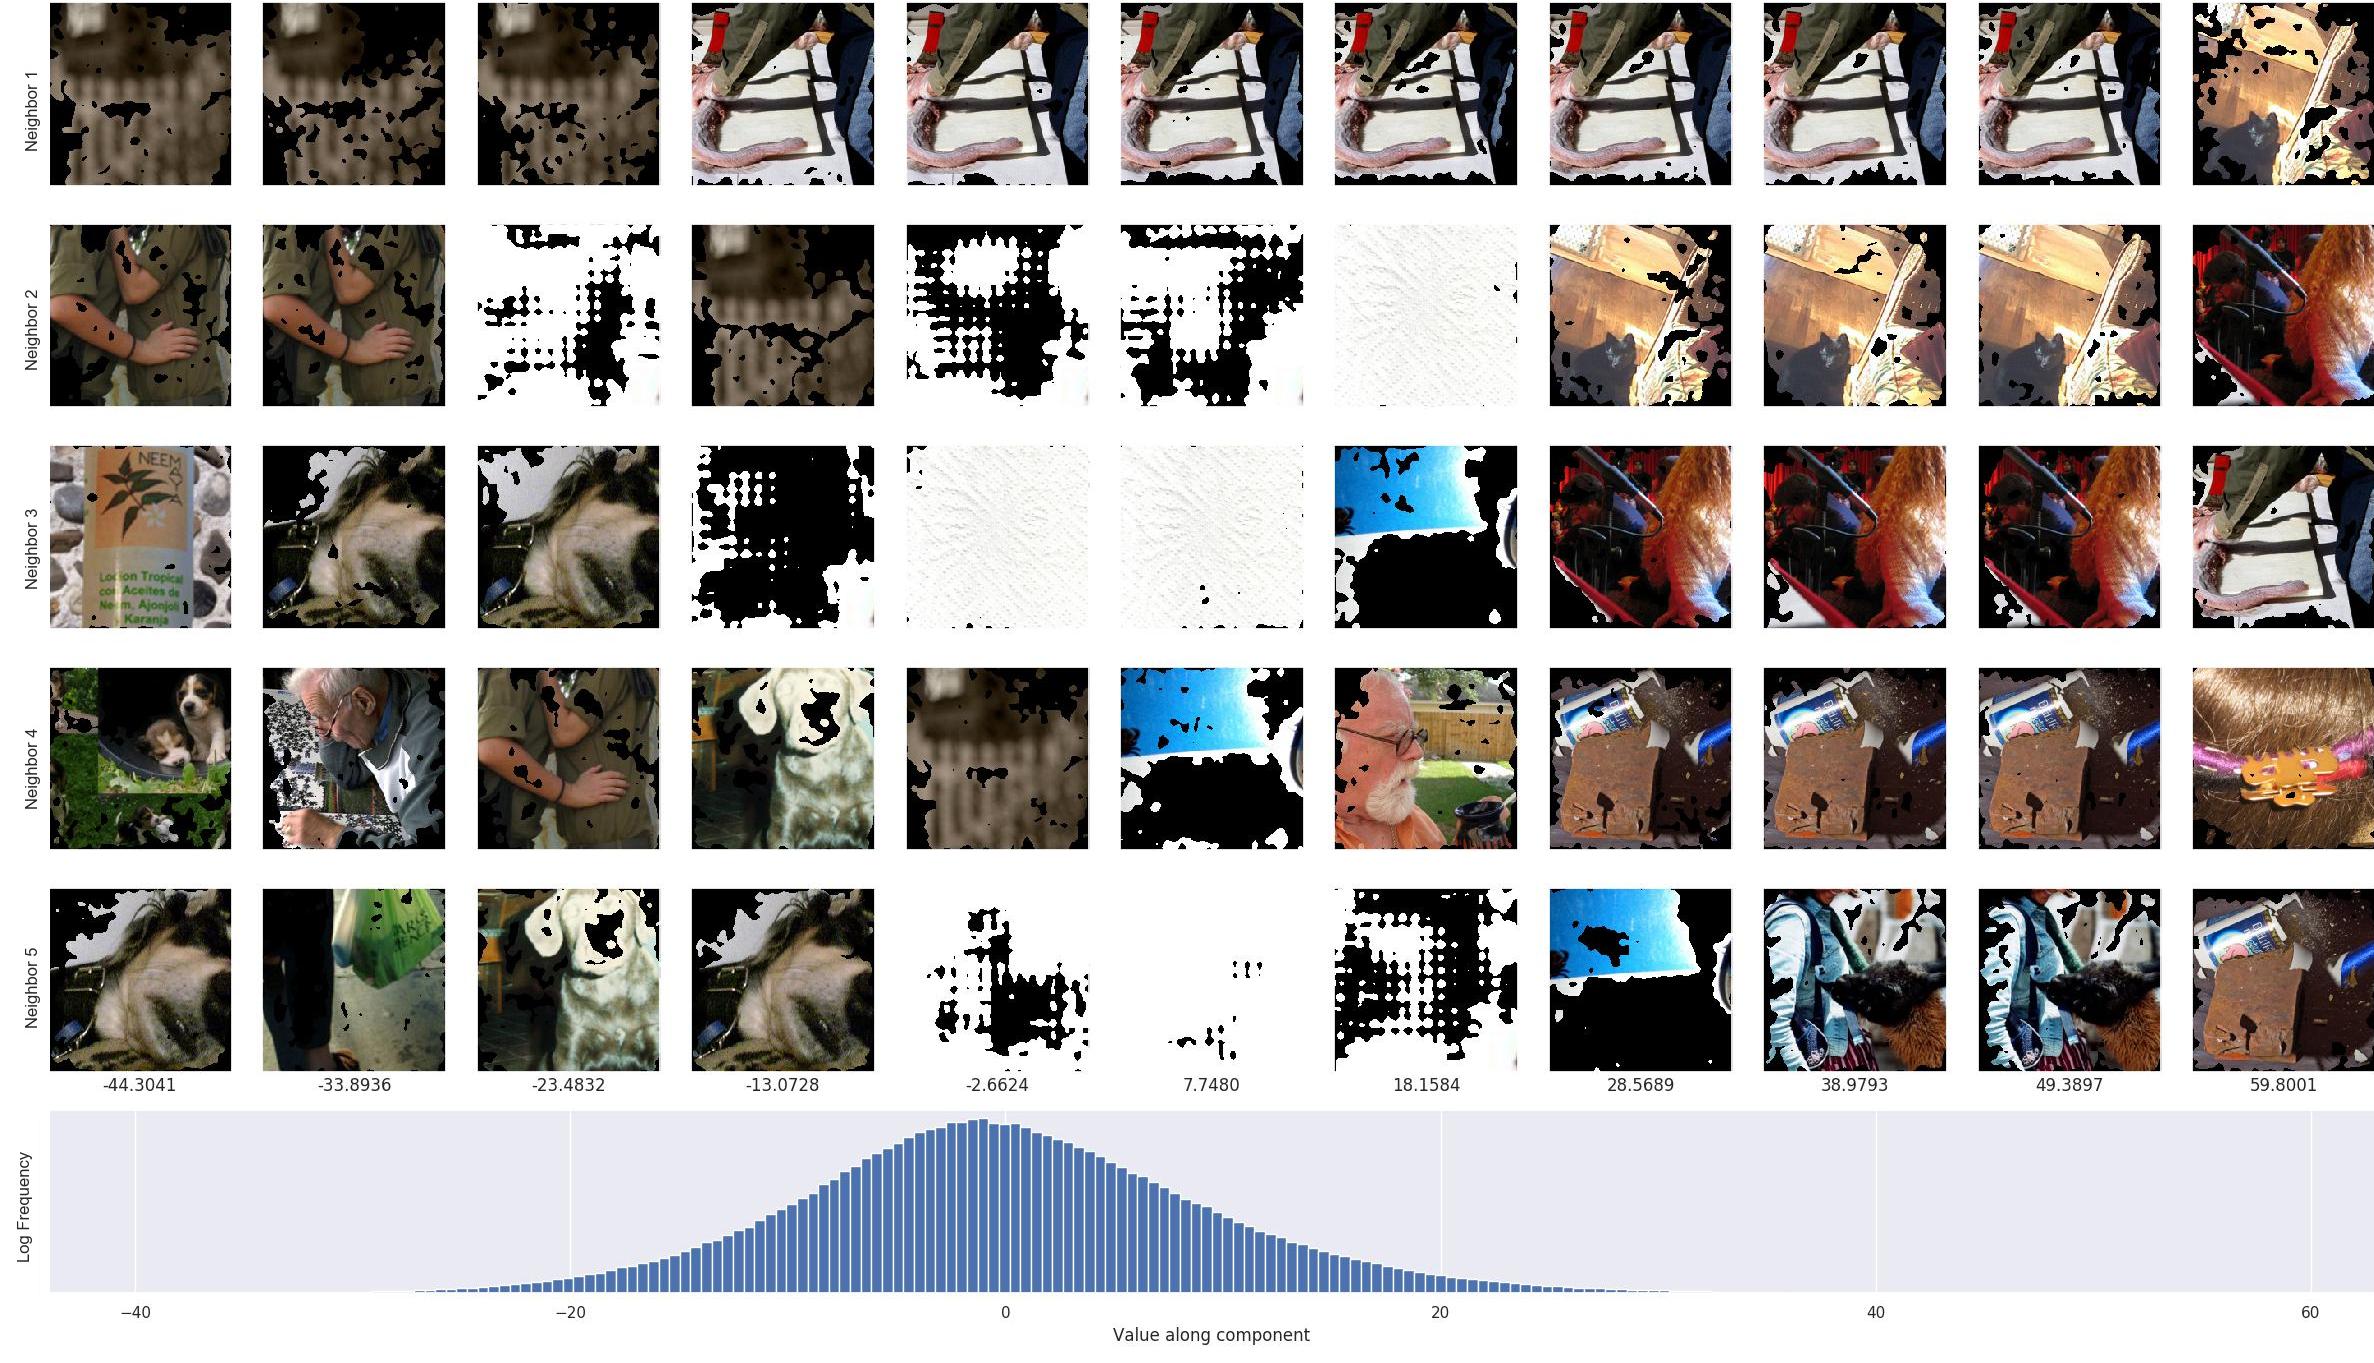 Neighbor 1
Neighbor 2
Neighbor 3
NEEM
Locion Tropical
con Aceites de
Neem, Ajonjoli
Karanja
Neighbor 4
Neighbor 5
-44.3041 -33.8936 -23.4832 -13.0728 -2.6624 7.7480 18.1584 28.5689 38.9793 49.3897 59.8001
Log Frequency
−40 −20 0 20 40 60
Value along component